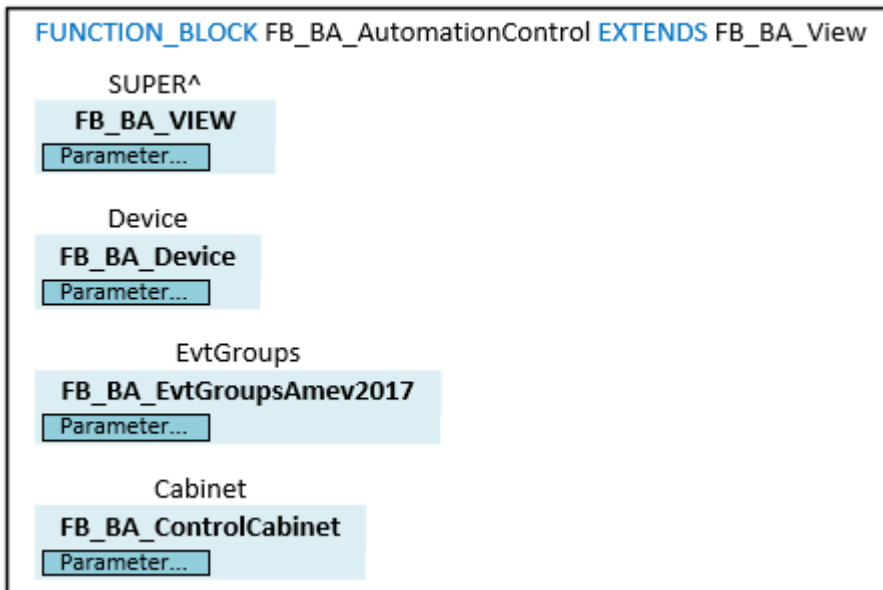 FUNCTION_BLOCK FB_BA_AutomationControl EXTENDS FB_BA_View
SUPER^
FB_BA_VIEW
Parameter...
Device
FB_BA_Device
Parameter...
EvtGroups
FB_BA_EvtGroupsAmev2017
Parameter...
Cabinet
FB_BA_ControlCabinet
Parameter...